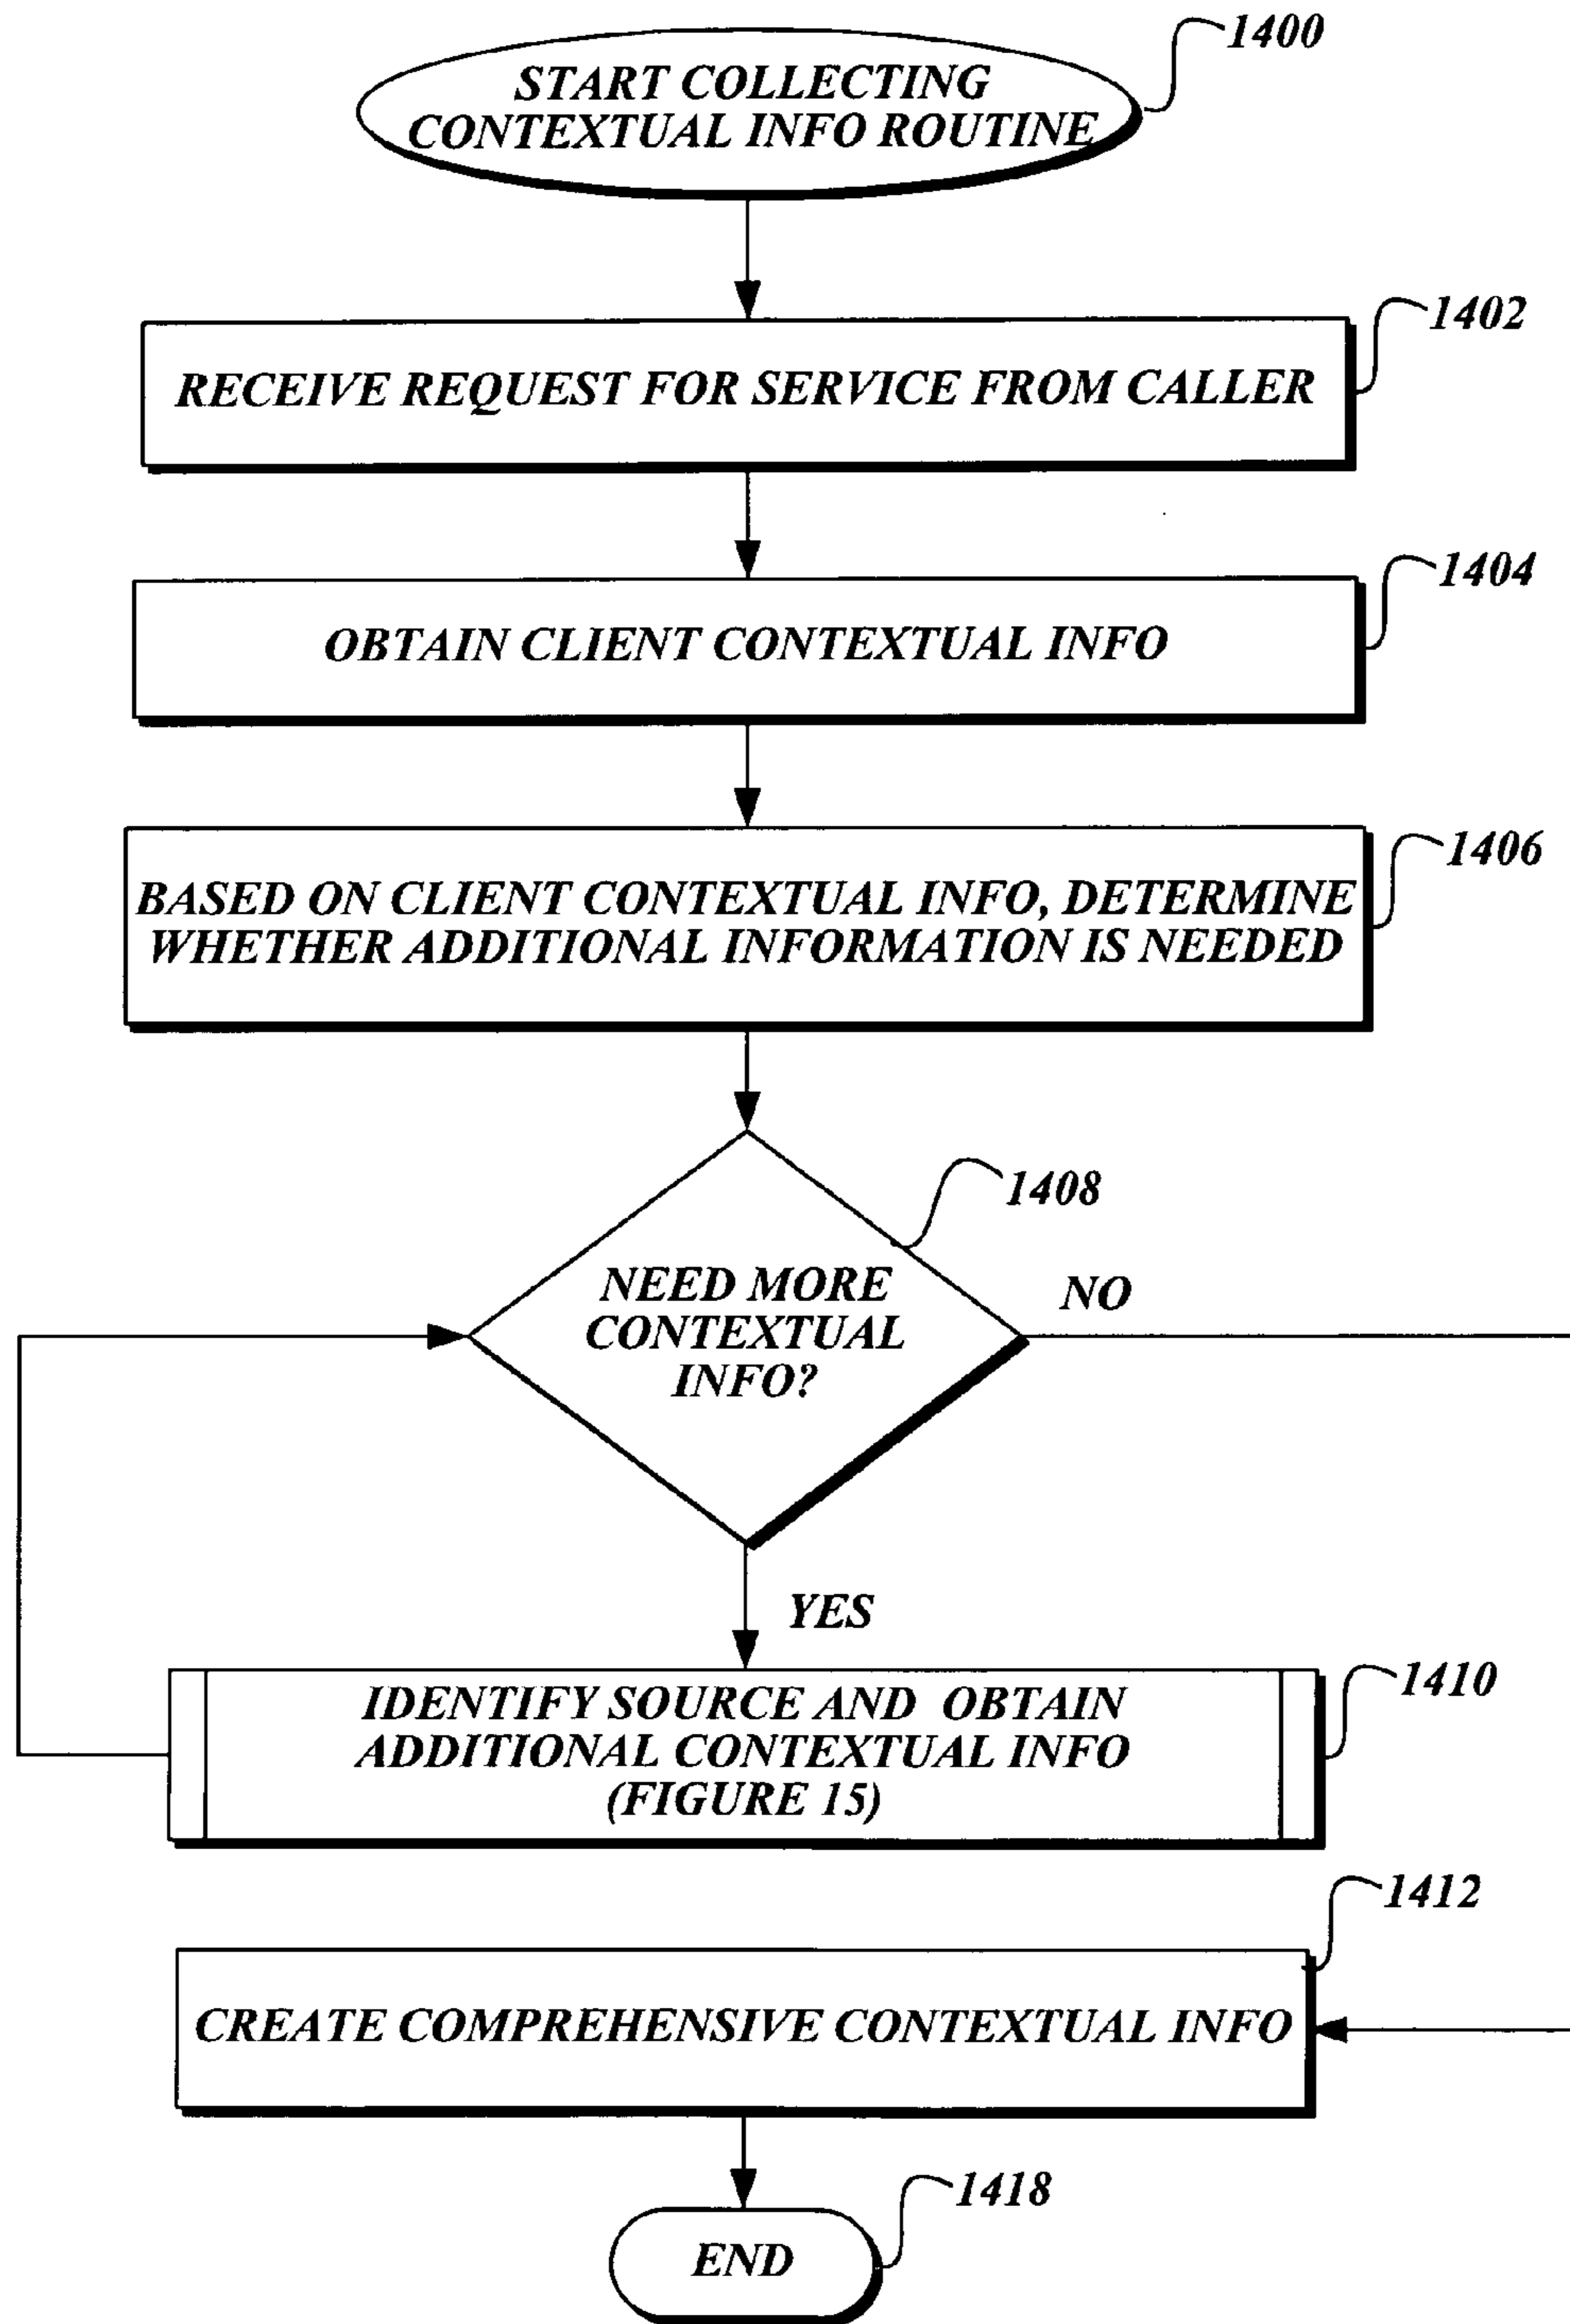 1400
START COLLECTING
CONTEXTUAL INFO ROUTINE
1402
RECEIVE REQUEST FOR SERVICE FROM CALLER
1404
OBTAIN CLIENT CONTEXTUAL INFO
1406
BASED ON CLIENT CONTEXTUAL INFO, DETERMINE
WHETHER ADDITIONAL INFORMATION IS NEEDED
1408
NEED MORE
CONTEXTUAL
INFO?
NO
YES
1410
IDENTIFY SOURCE AND OBTAIN
ADDITIONAL CONTEXTUAL INFO
(FIGURE 15)
1412
CREATE COMPREHENSIVE CONTEXTUAL INFO
1418
END